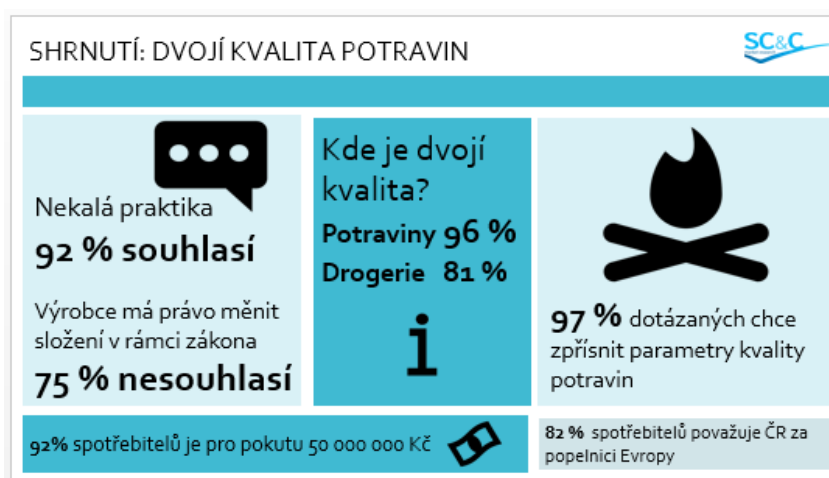 SHRNUTÍ: DVOJÍ KVALITA POTRAVIN
SC&C
Nekalá praktika
92 % souhlasí
Výrobce má právo měnit
složení v rámci zákona
75 % nesouhlasí
Kde je dvojí
kvalita?
Potraviny 96 %
Drogerie 81 %
97 % dotázaných chce
zpřísnit parametry kvality
potravin
92% spotřebitelů je pro pokutu 50 000 000 Kč
82 % spotřebitelů považuje ČR za
popelnici Evropy